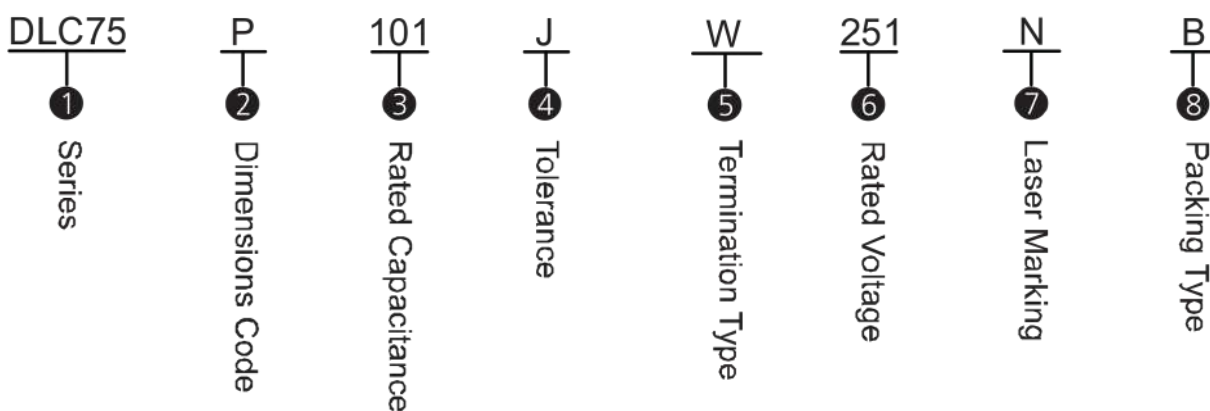 DLC75 P 101 J W 251 N B
1 2 3 4 5 6 7 8
Series
Dimensions Code
Rated Capacitance
Tolerance
Termination Type
Rated Voltage
Laser Marking
Packing Type